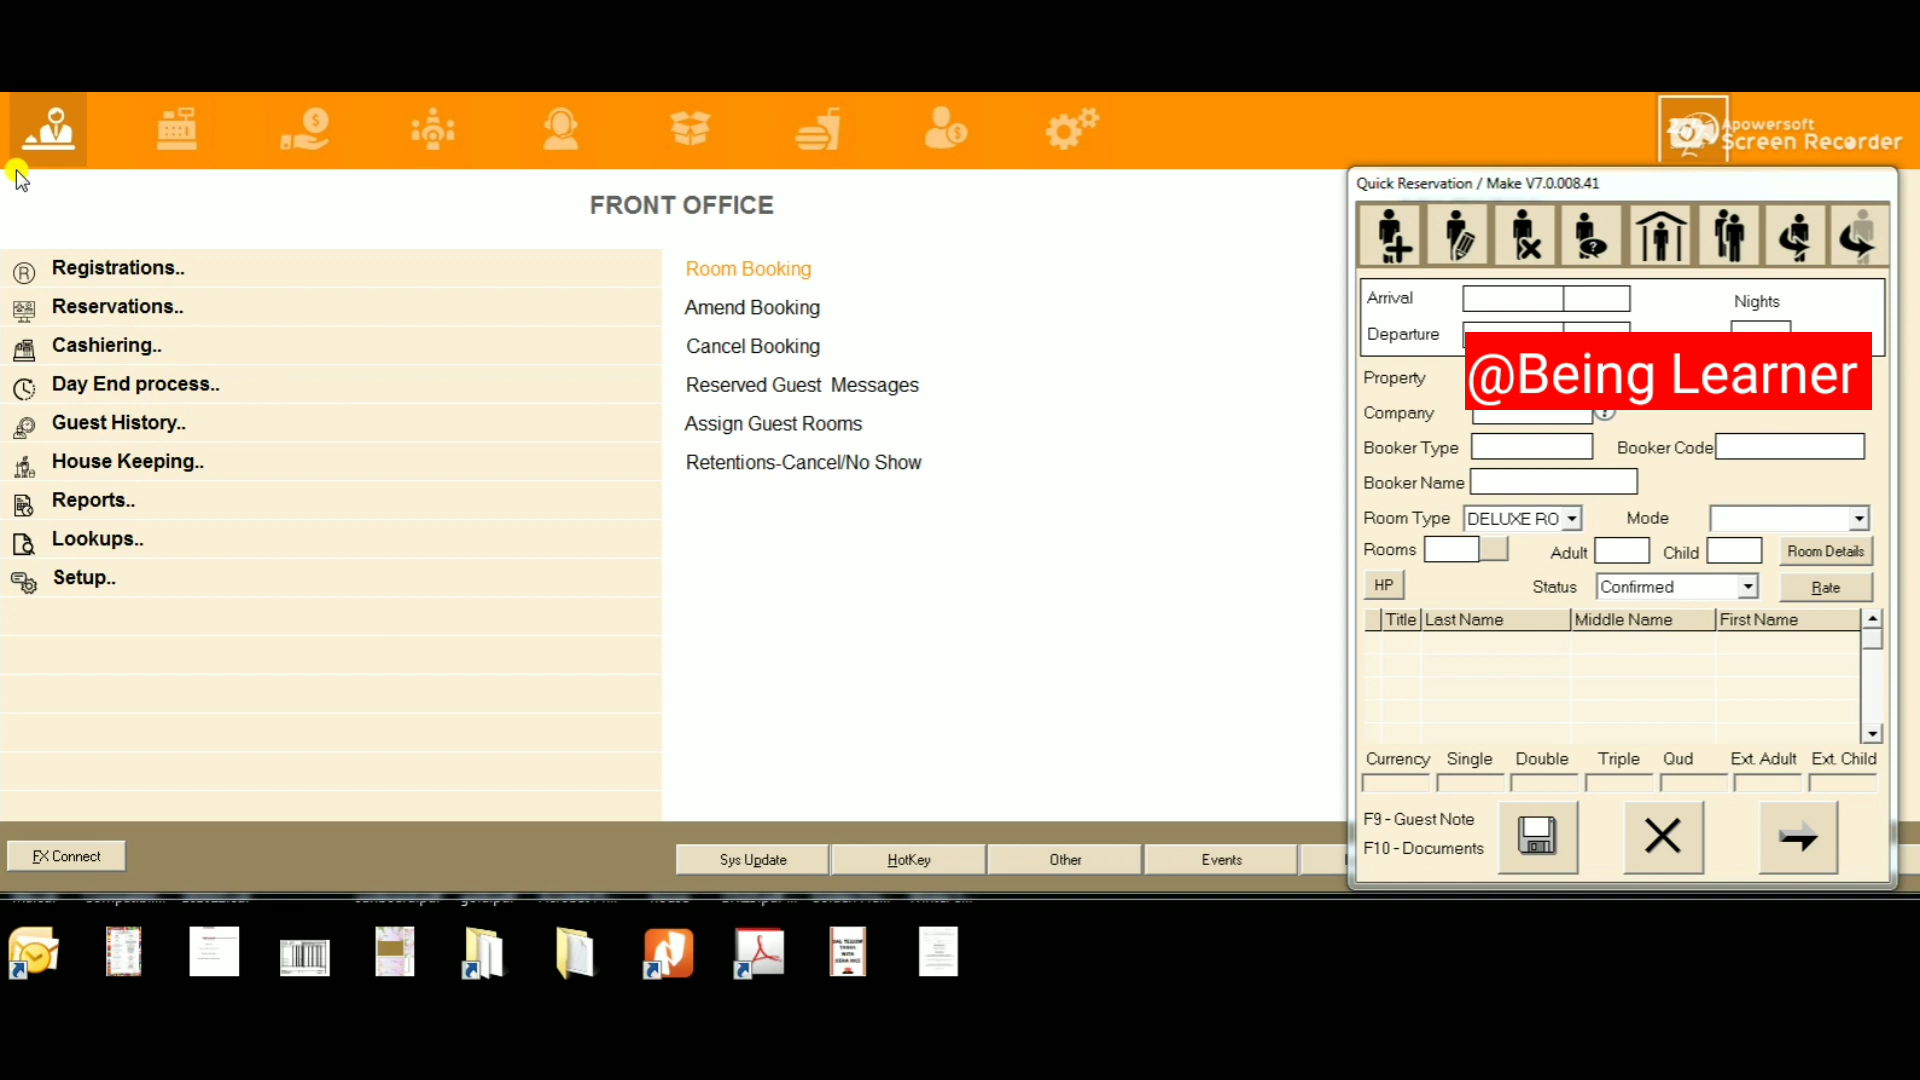 Apowersoft
Screen Recorder
FRONT OFFICE
Registrations..
Reservations..
Cashiering..
Day End process..
Guest History..
House Keeping..
Reports..
Lookups..
Setup..
Room Booking
Amend Booking
Cancel Booking
Reserved Guest Messages
Assign Guest Rooms
Retentions-Cancel/No Show
Quick Reservation / Make V7.0.008.41
Arrival
Nights
Departure
@Being Learner
Property
Company
Booker Type
Booker Code
Booker Name
Room Type DELUXE RO
Mode
Rooms
Adult
Child
Room Details
HP
Status Confirmed
Rate
Title Last Name Middle Name First Name
Currency Single Double Triple Qud Ext. Adult Ext. Child
F9 - Guest Note
F10 - Documents
FX Connect
Sys Update
HotKey
Other
Events